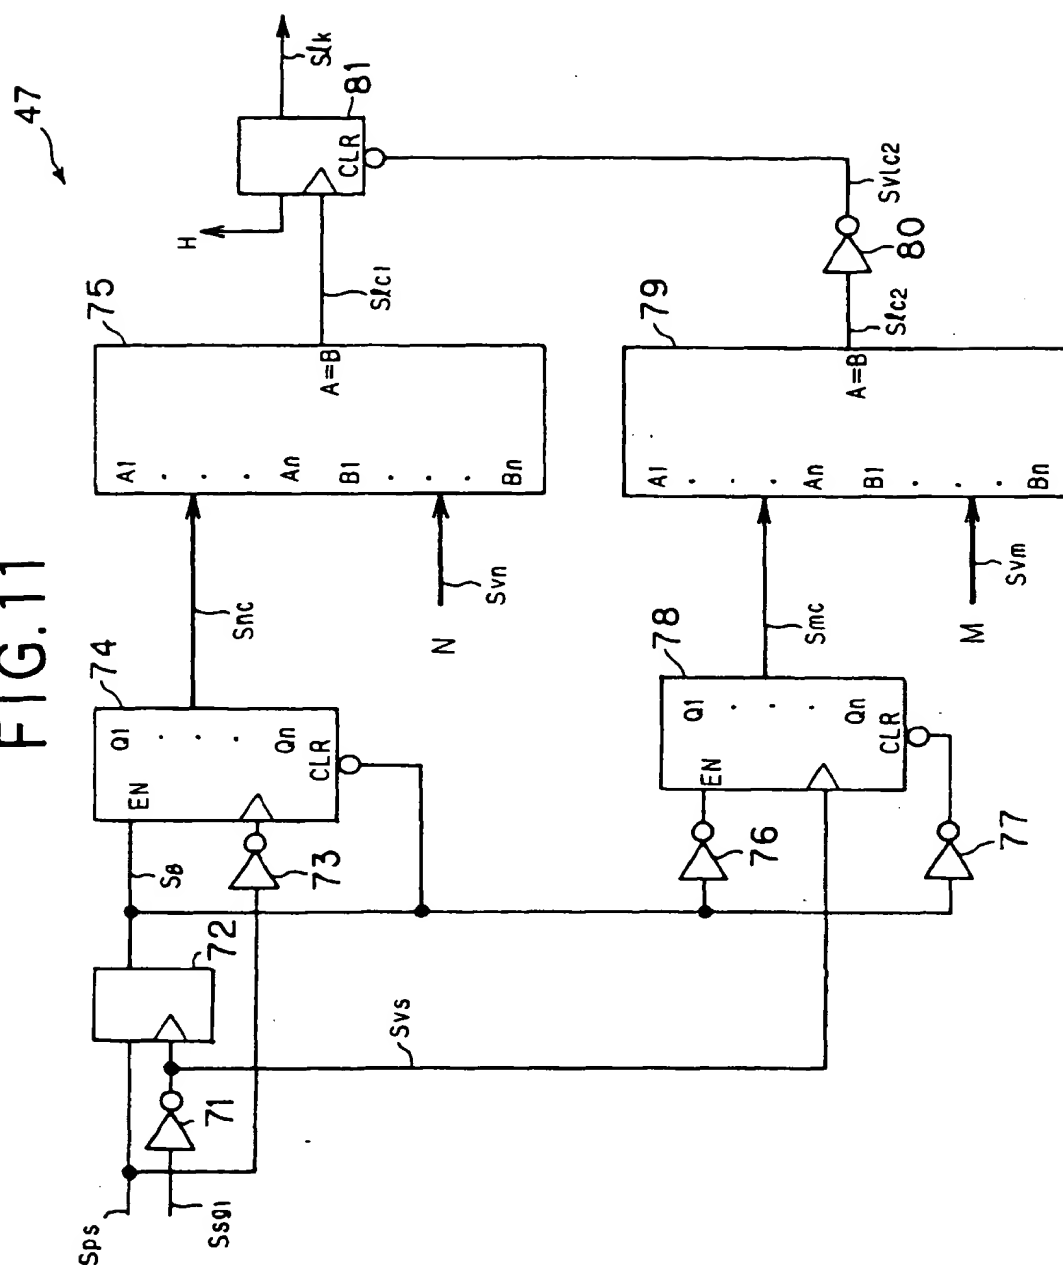 FIG.11
47
Sps
Ssg1
71
72
Sθ
73
Svs
74
EN
Q1
Qn
CLR
Snc
75
A1
An
B1
Bn
A=B
N
Svn
Slc1
H
CLR
81
Slk
76
77
78
EN
Q1
Qn
CLR
Smc
79
A1
An
B1
Bn
A=B
M
Svm
Slc2
80
Svlc2